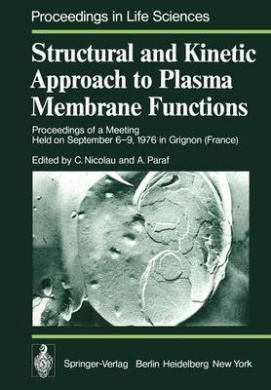 Proceedings in Life Sciences
Structural and Kinetic
Approach to Plasma
Membrane Functions
Proceedings of a Meeting
Held on September 6–9, 1976 in Grignon (France)
Edited by C. Nicolau and A. Paraf
Springer-Verlag Berlin Heidelberg New York